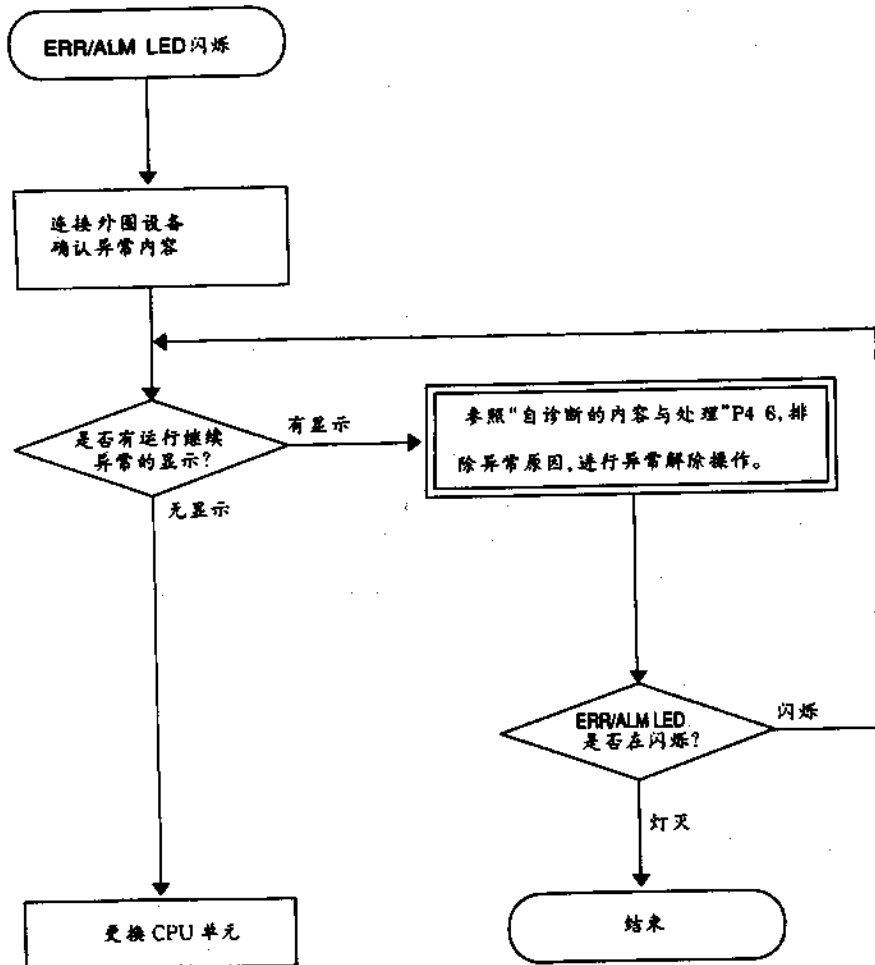 ERR/ALM LED闪烁
连接外围设备
确认异常内容
是否有运行继续
异常的显示?
有显示
无显示
参照“自诊断的内容与处理”P4 6,排
除异常原因,进行异常解除操作。
ERR/ALM LED
是否在闪烁?
闪烁
灯灭
更换 CPU 单元
结束